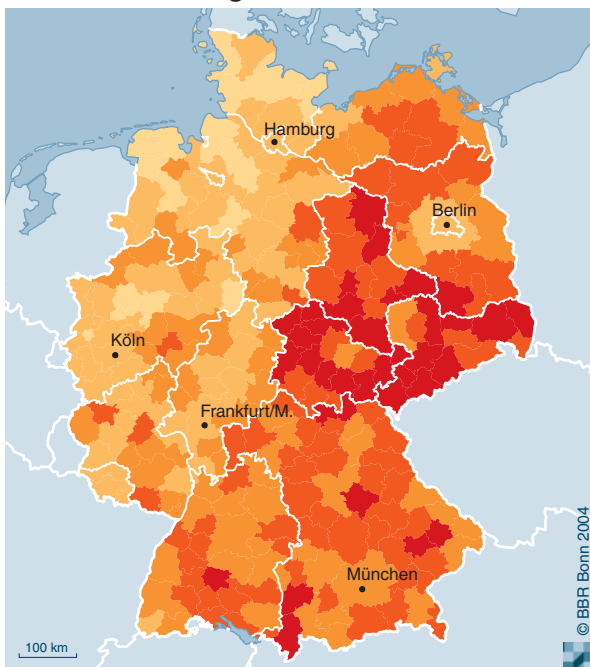 Hamburg
Berlin
Köln
Frankfurt/M.
München
100 km
© BBR Bonn 2004